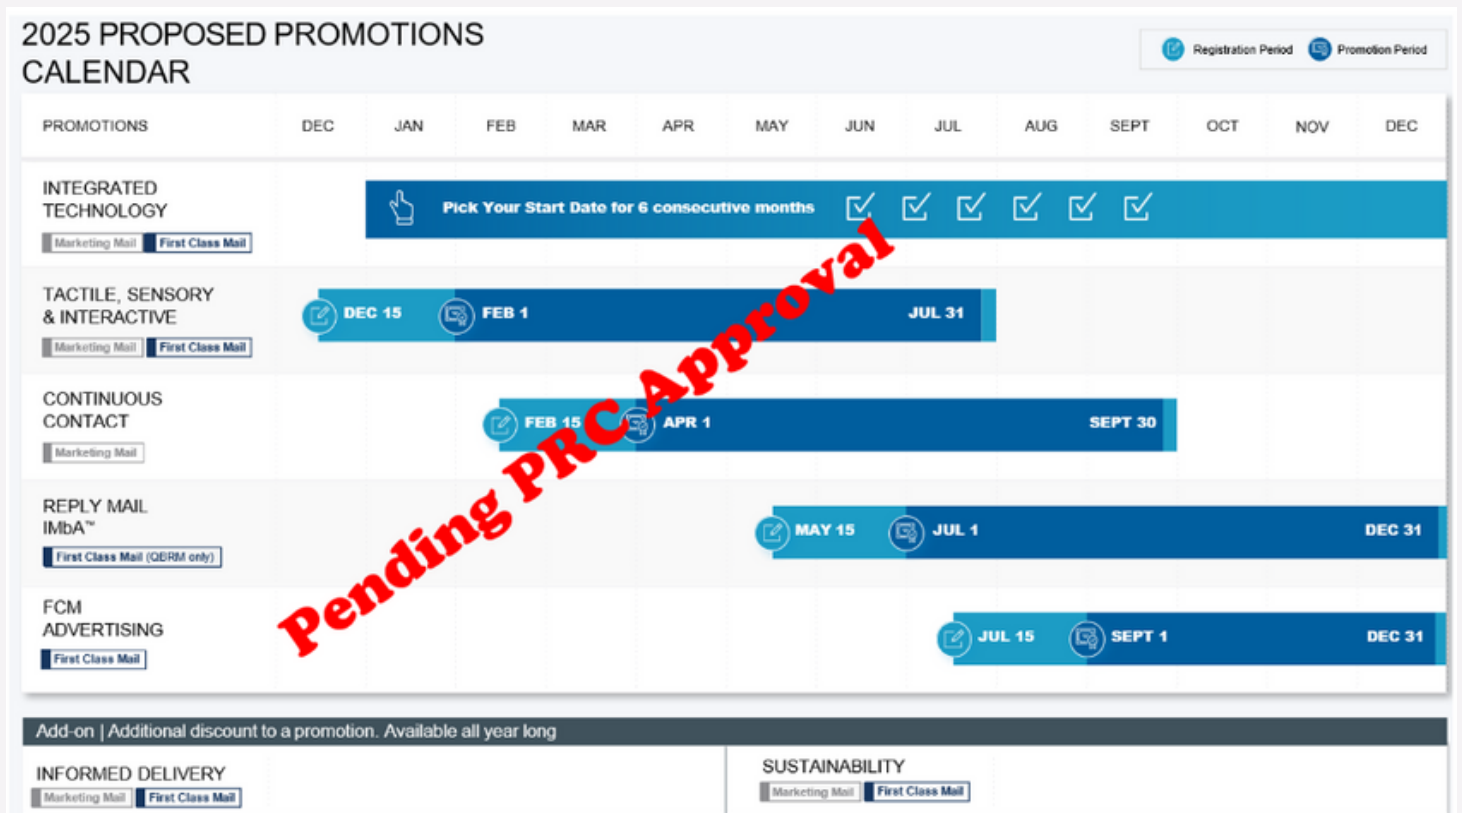 2025 PROPOSED PROMOTIONS
CALENDAR
Registration Period Promotion Period
PROMOTIONS DEC JAN FEB MAR APR MAY JUN JUL AUG SEPT OCT NOV DEC
INTEGRATED
TECHNOLOGY
Marketing Mail First Class Mail
Pick Your Start Date for 6 consecutive months
TACTILE, SENSORY
& INTERACTIVE
Marketing Mail First Class Mail
DEC 15 FEB 1 JUL 31
CONTINUOUS
CONTACT
Marketing Mail
FEB 15 APR 1 SEPT 30
REPLY MAIL
IMbA™
First Class Mail (QBRM only)
MAY 15 JUL 1 DEC 31
FCM
ADVERTISING
First Class Mail
JUL 15 SEPT 1 DEC 31
Pending PRC Approval
Add-on | Additional discount to a promotion. Available all year long
INFORMED DELIVERY
Marketing Mail First Class Mail
SUSTAINABILITY
Marketing Mail First Class Mail